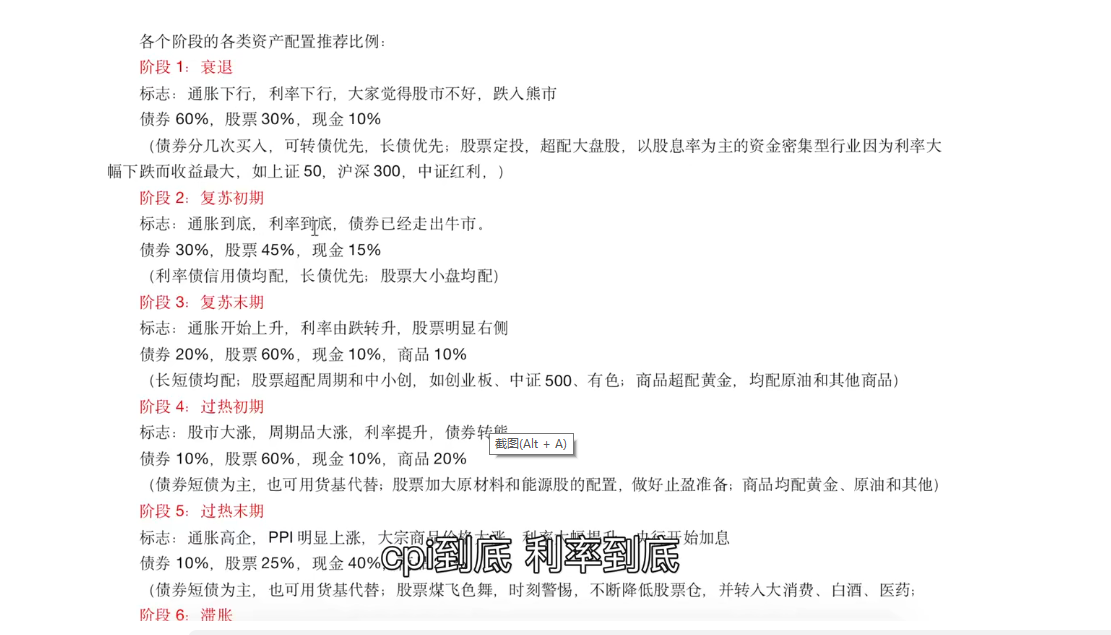 各个阶段的各类资产配置推荐比例：
阶段 1：衰退
标志：通胀下行，利率下行，大家觉得股市不好，跌入熊市
债券 60%，股票 30%，现金 10%
（债券分几次买入，可转债优先，长债优先；股票定投，超配大盘股，以股息率为主的资金密集型行业因为利率大
幅下跌而收益最大，如上证 50，沪深 300，中证红利，）
阶段 2：复苏初期
标志：通胀到底，利率到底，债券已经走出牛市。
债券 30%，股票 45%，现金 15%
（利率债信用债均配，长债优先；股票大小盘均配）
阶段 3：复苏末期
标志：通胀开始上升，利率由跌转升，股票明显右侧
债券 20%，股票 60%，现金 10%，商品 10%
（长短债均配；股票超配周期和中小创，如创业板、中证 500、有色；商品超配黄金，均配原油和其他商品）
阶段 4：过热初期
标志：股市大涨，周期品大涨，利率提升，债券转熊
截图(Alt + A)
债券 10%，股票 60%，现金 10%，商品 20%
（债券短债为主，也可用货基代替；股票加大原材料和能源股的配置，做好止盈准备；商品均配黄金、原油和其他）
阶段 5：过热末期
标志：通胀高企，PPI 明显上涨，大宗商品价格大涨，利率大幅提升，央行开始加息
债券 10%，股票 25%，现金 40%
cpi到底 利率到底
（债券短债为主，也可用货基代替；股票煤飞色舞，时刻警惕，不断降低股票仓，并转入大消费、白酒、医药；
阶段 6：滞胀